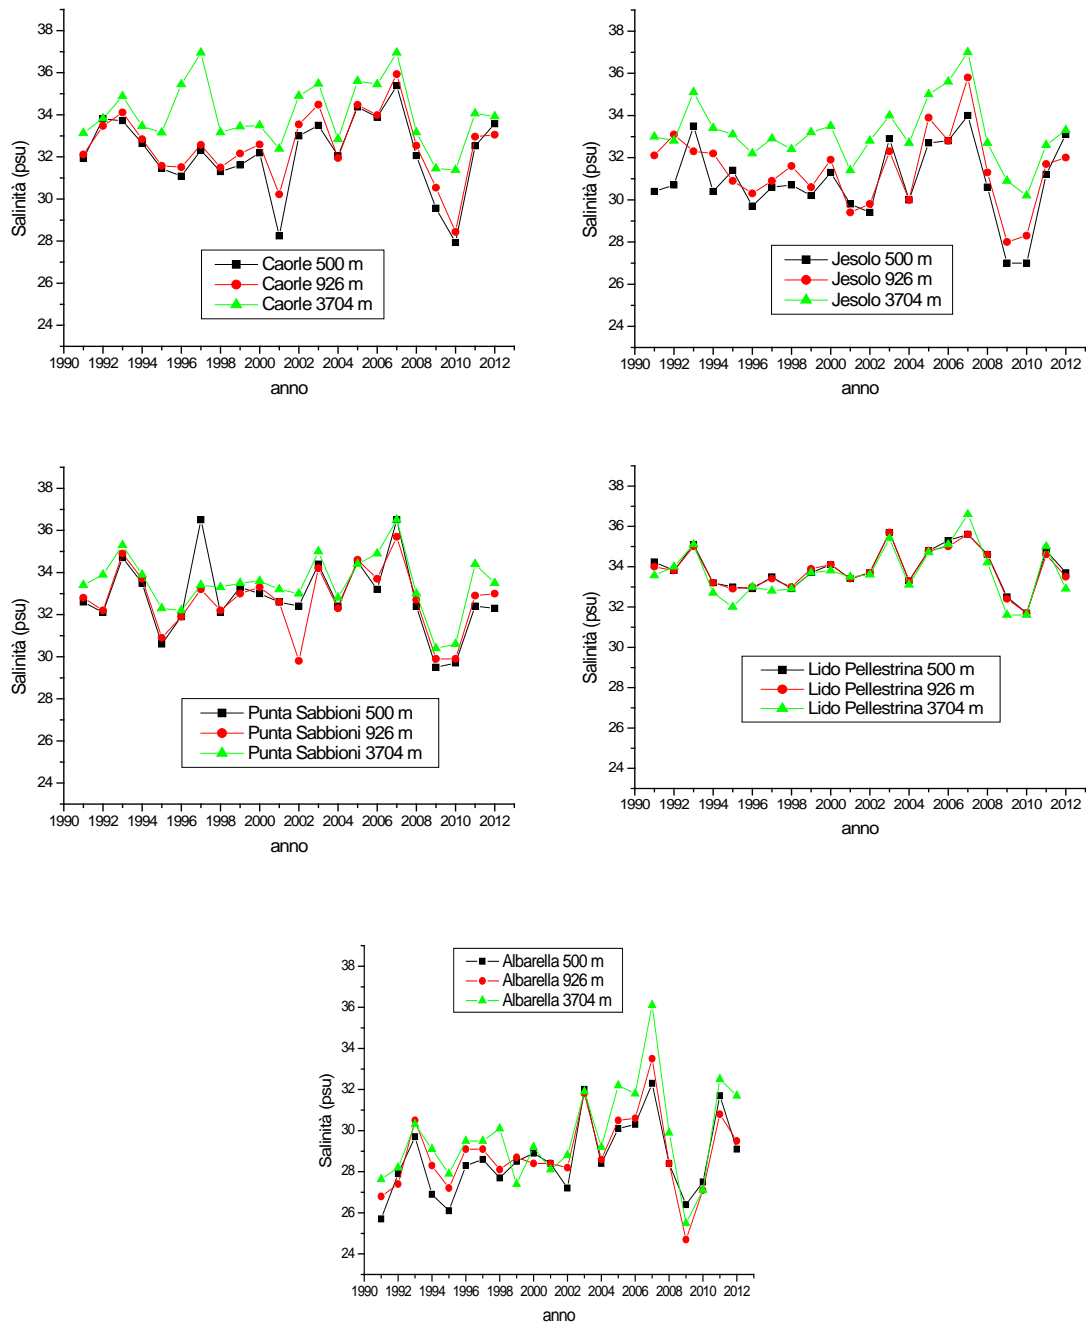 38
36
34
32
30
28
26
24
Salinità (psu)
Caorle 500 m
Caorle 926 m
Caorle 3704 m
1990 1992 1994 1996 1998 2000 2002 2004 2006 2008 2010 2012
anno
38
36
34
32
30
28
26
24
Salinità (psu)
Jesolo 500 m
Jesolo 926 m
Jesolo 3704 m
1990 1992 1994 1996 1998 2000 2002 2004 2006 2008 2010 2012
anno
38
36
34
32
30
28
26
24
Salinità (psu)
Punta Sabbioni 500 m
Punta Sabbioni 926 m
Punta Sabbioni 3704 m
1990 1992 1994 1996 1998 2000 2002 2004 2006 2008 2010 2012
anno
38
36
34
32
30
28
26
24
Salinità (psu)
Lido Pellestrina 500 m
Lido Pellestrina 926 m
Lido Pellestrina 3704 m
1990 1992 1994 1996 1998 2000 2002 2004 2006 2008 2010 2012
anno
38
36
34
32
30
28
26
24
Salinità (psu)
Albarella 500 m
Albarella 926 m
Albarella 3704 m
1990 1992 1994 1996 1998 2000 2002 2004 2006 2008 2010 2012
anno